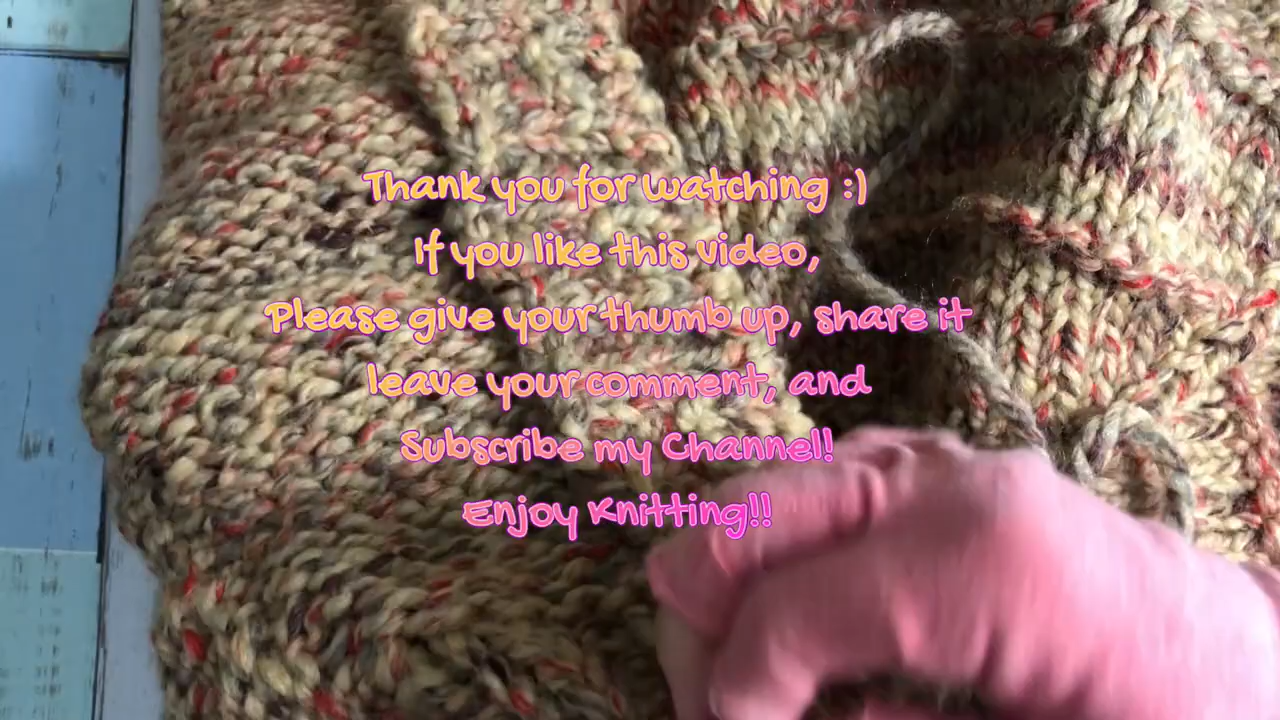 Thank you for watching :)
If you like this video,
Please give your thumb up, share it
leave your comment, and
Subscribe my Channel!
Enjoy Knitting!!